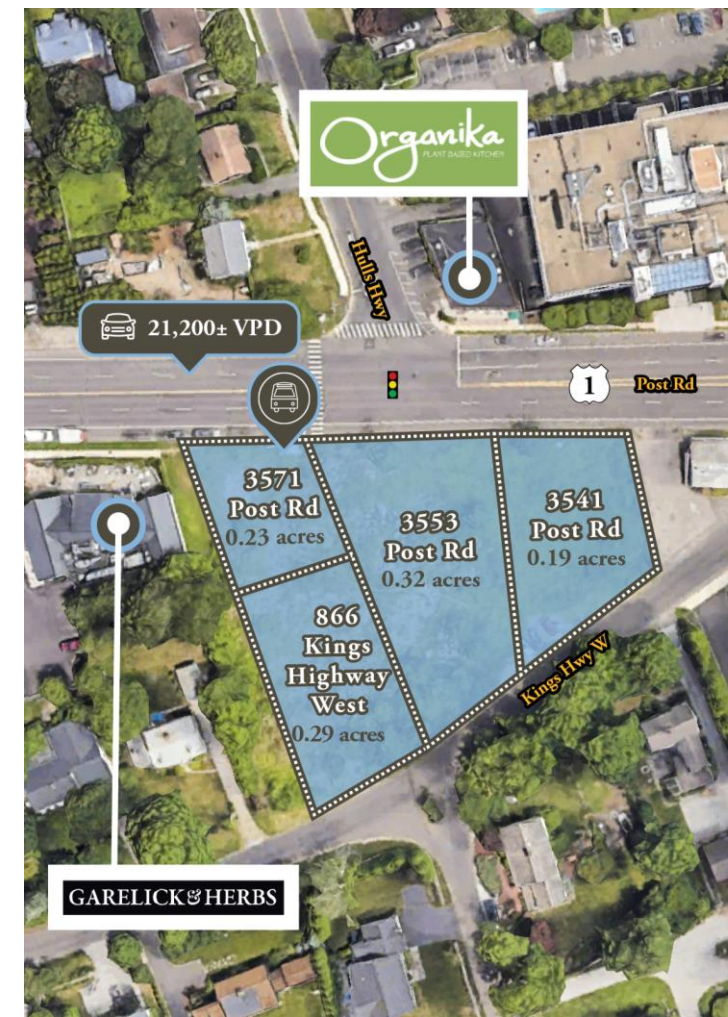 Organika
PLANT BASED KITCHEN
Hulls Hwy
21,200± VPD
1
Post Rd
3571
Post Rd
0.23 acres
3553
Post Rd
0.32 acres
3541
Post Rd
0.19 acres
866
Kings
Highway
West
0.29 acres
Kings Hwy W
GARELICK & HERBS